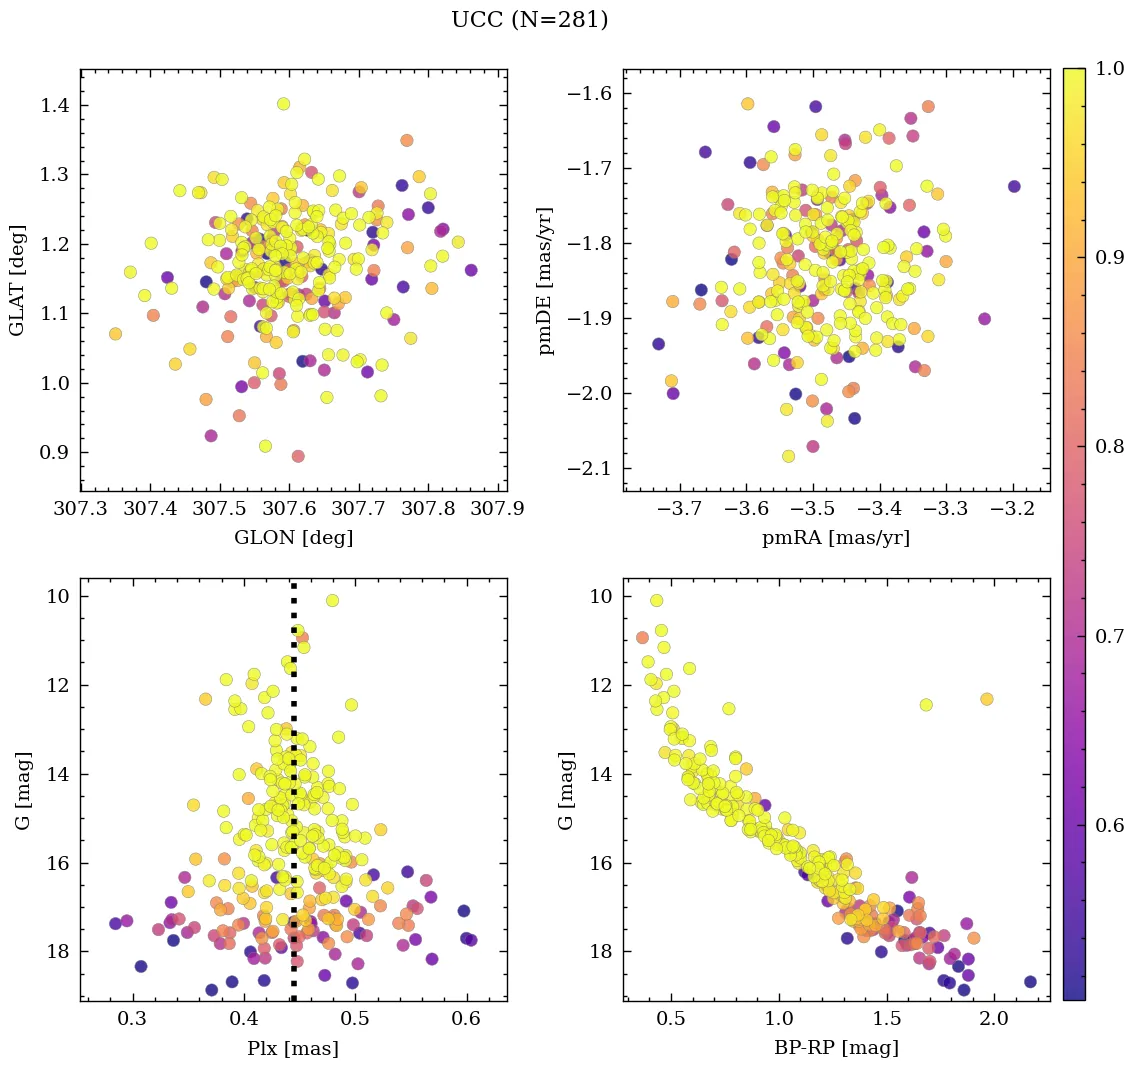 UCC (N=281)
1.4
1.3
1.2
1.1
1.0
0.9
GLAT [deg]
307.3 307.4 307.5 307.6 307.7 307.8 307.9
GLON [deg]
−1.6
−1.7
−1.8
−1.9
−2.0
−2.1
pmDE [mas/yr]
−3.7 −3.6 −3.5 −3.4 −3.3 −3.2
pmRA [mas/yr]
1.0
0.9
0.8
0.7
0.6
10
12
14
16
18
G [mag]
0.3 0.4 0.5 0.6
Plx [mas]
10
12
14
16
18
G [mag]
0.5 1.0 1.5 2.0
BP-RP [mag]